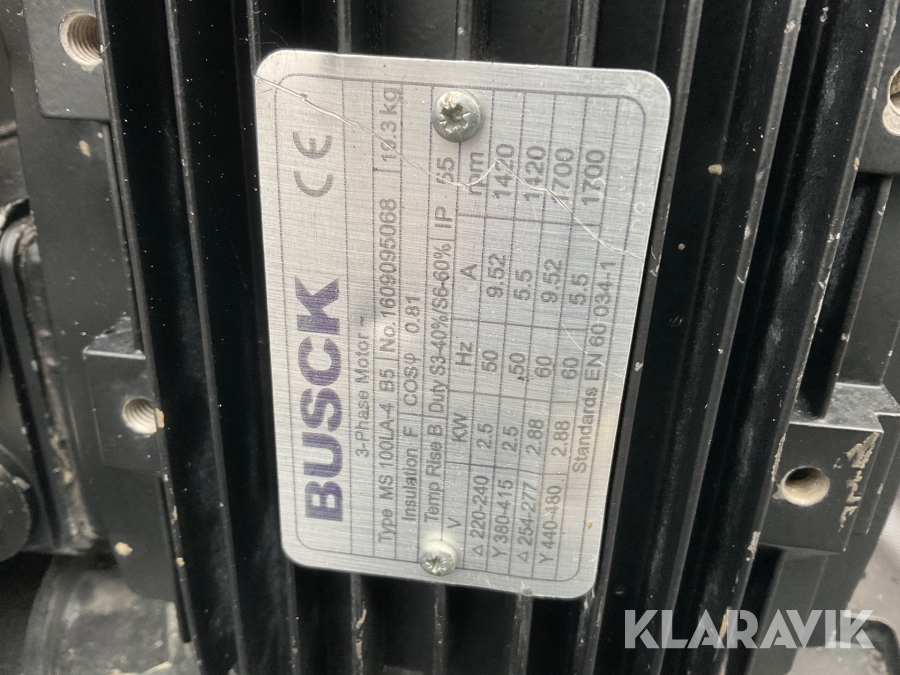 BUSCK CE
3-Phase Motor ~
Type MS 100LA-4 B5 No. 1609095068 kg
Insulation F COSφ 0.81
Temp Rise B Duty S3-40%/S6-60% IP 55
V KW Hz A rpm
△ 220-240 2.5 50 9.52 1420
Y 380-415 2.5 50 5.5 1420
△ 254-277 2.88 60 9.52 1700
Y 440-480 2.88 60 5.5 1700
Standards EN 60 034-1
KLARAVIK